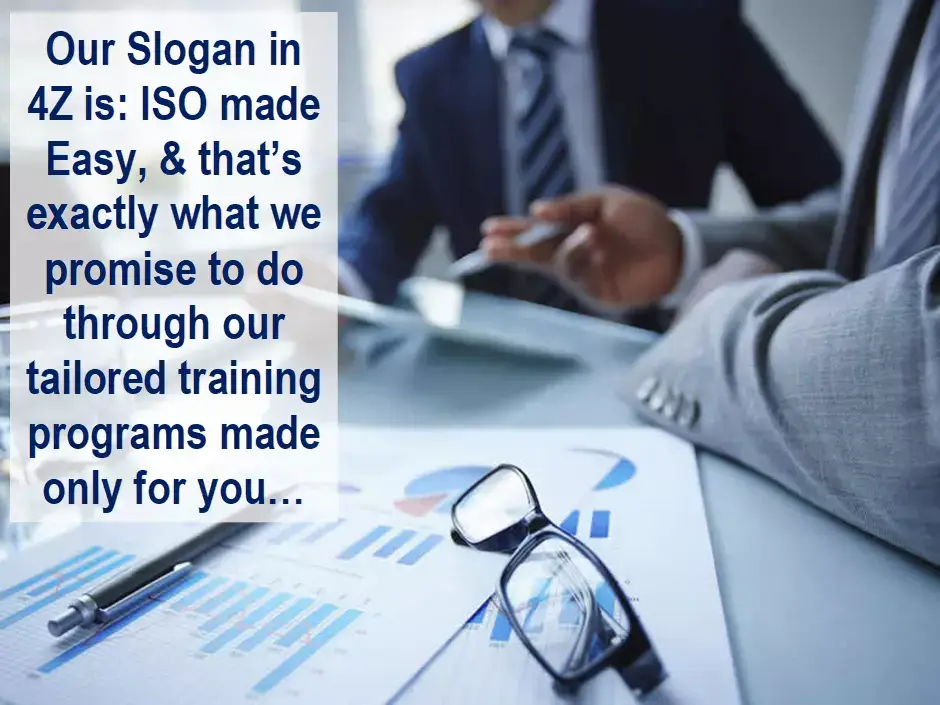 Our Slogan in
4Z is: ISO made
Easy, & that’s
exactly what we
promise to do
through our
tailored training
programs made
only for you...